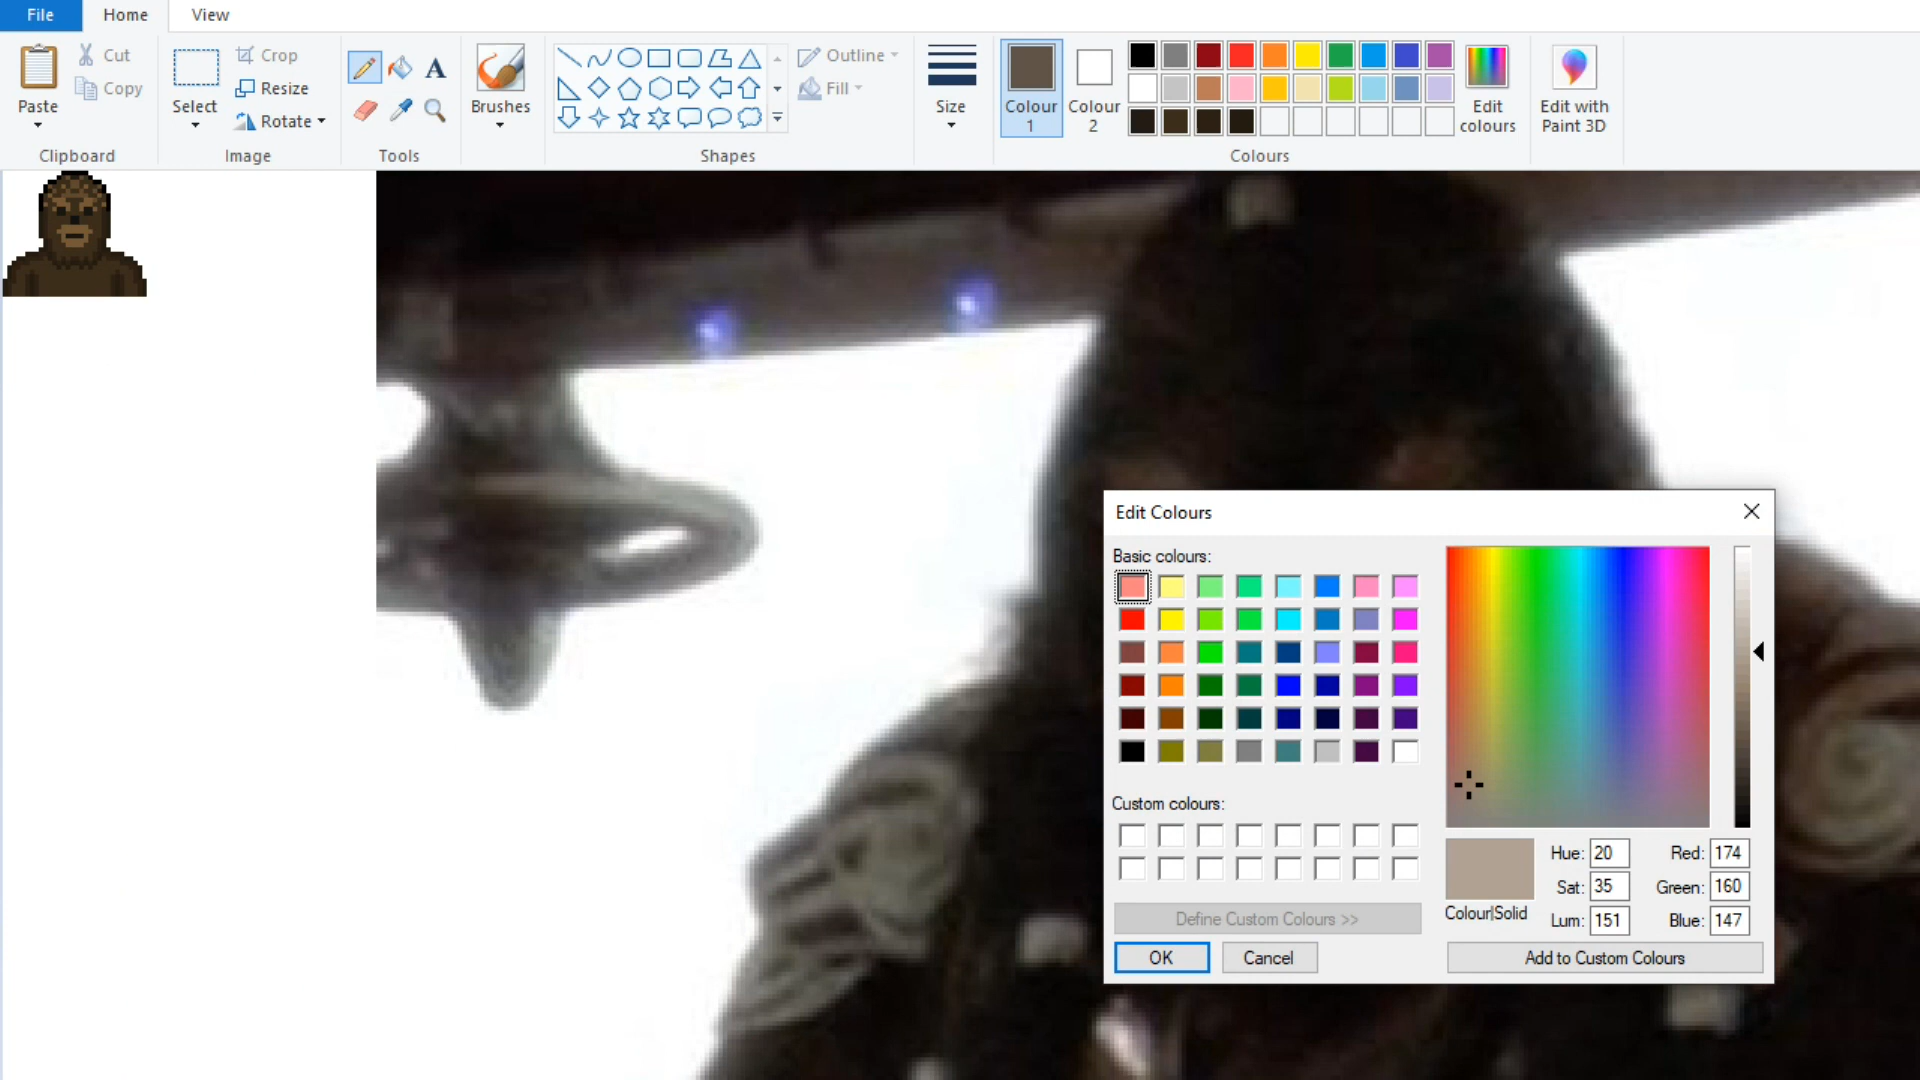 File Home View
Paste
Cut
Copy
Clipboard
Select
Crop
Resize
Rotate
Image
A
Tools
Brushes
Outline
Fill
Shapes
Size
Colour
1
Colour
2
Edit
colours
Colours
Edit with
Paint 3D
Edit Colours
Basic colours:
Custom colours:
Define Custom Colours >>
OK Cancel
Colour|Solid
Hue: 20 Red: 174
Sat: 35 Green: 160
Lum: 151 Blue: 147
Add to Custom Colours